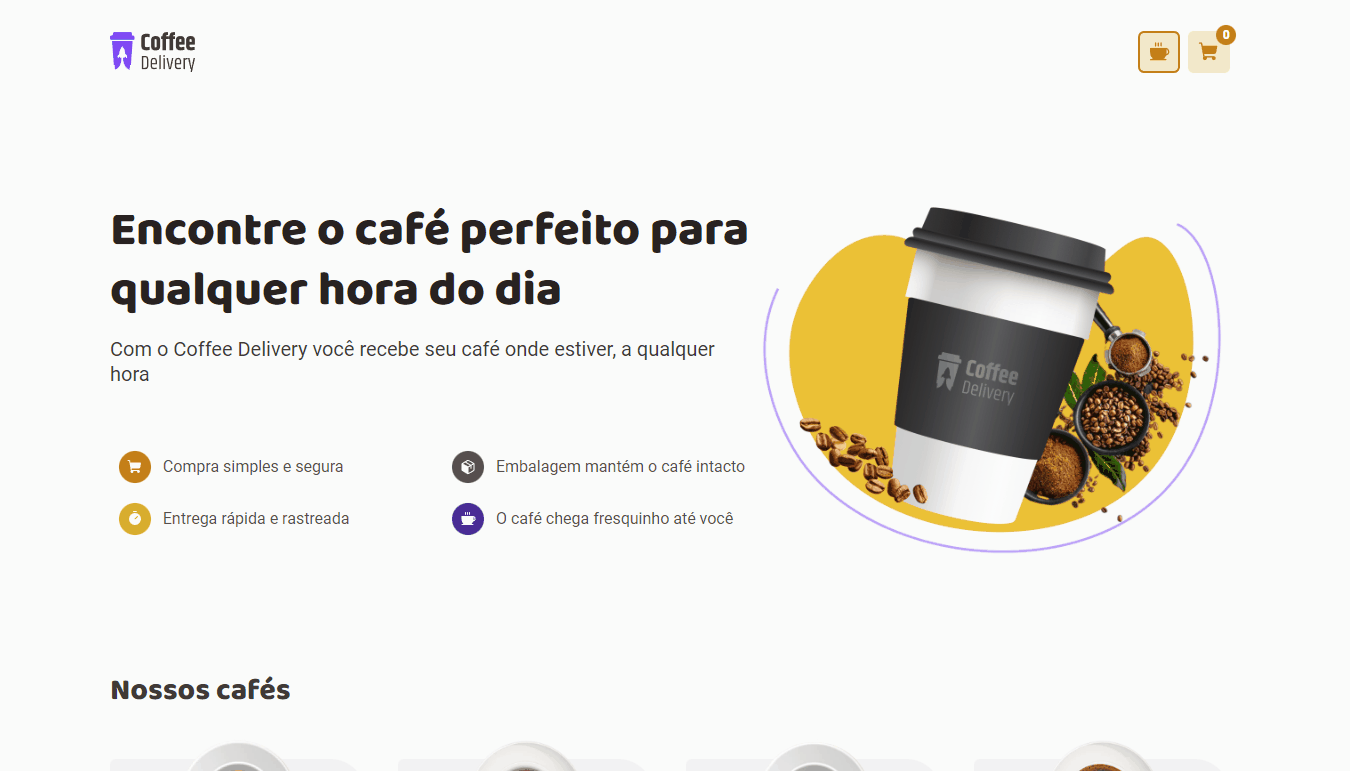 Coffee
Delivery
0
Encontre o café perfeito para
qualquer hora do dia
Com o Coffee Delivery você recebe seu café onde estiver, a qualquer
hora
Coffee
Delivery
Compra simples e segura
Embalagem mantém o café intacto
Entrega rápida e rastreada
O café chega fresquinho até você
Nossos cafés